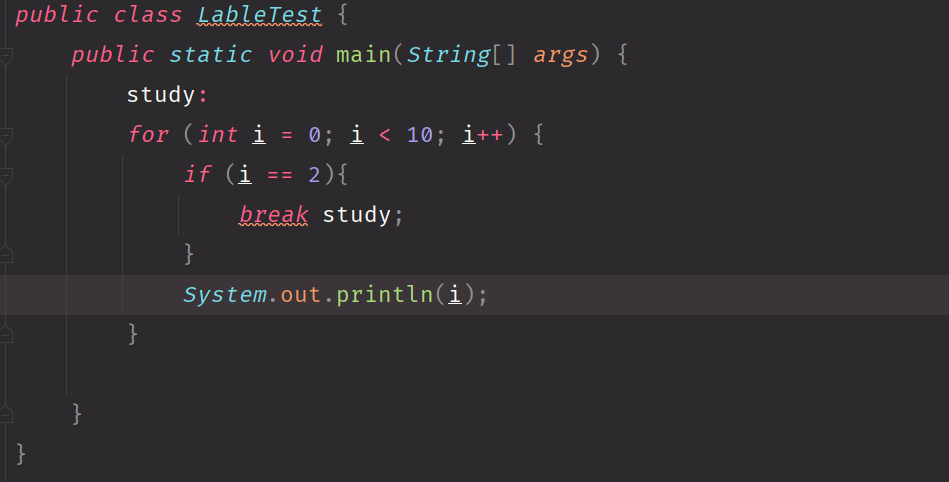 public class LableTest {
    public static void main(String[] args) {
        study:
        for (int i = 0; i < 10; i++) {
            if (i == 2){
                break study;
            }
            System.out.println(i);
        }
    }
}